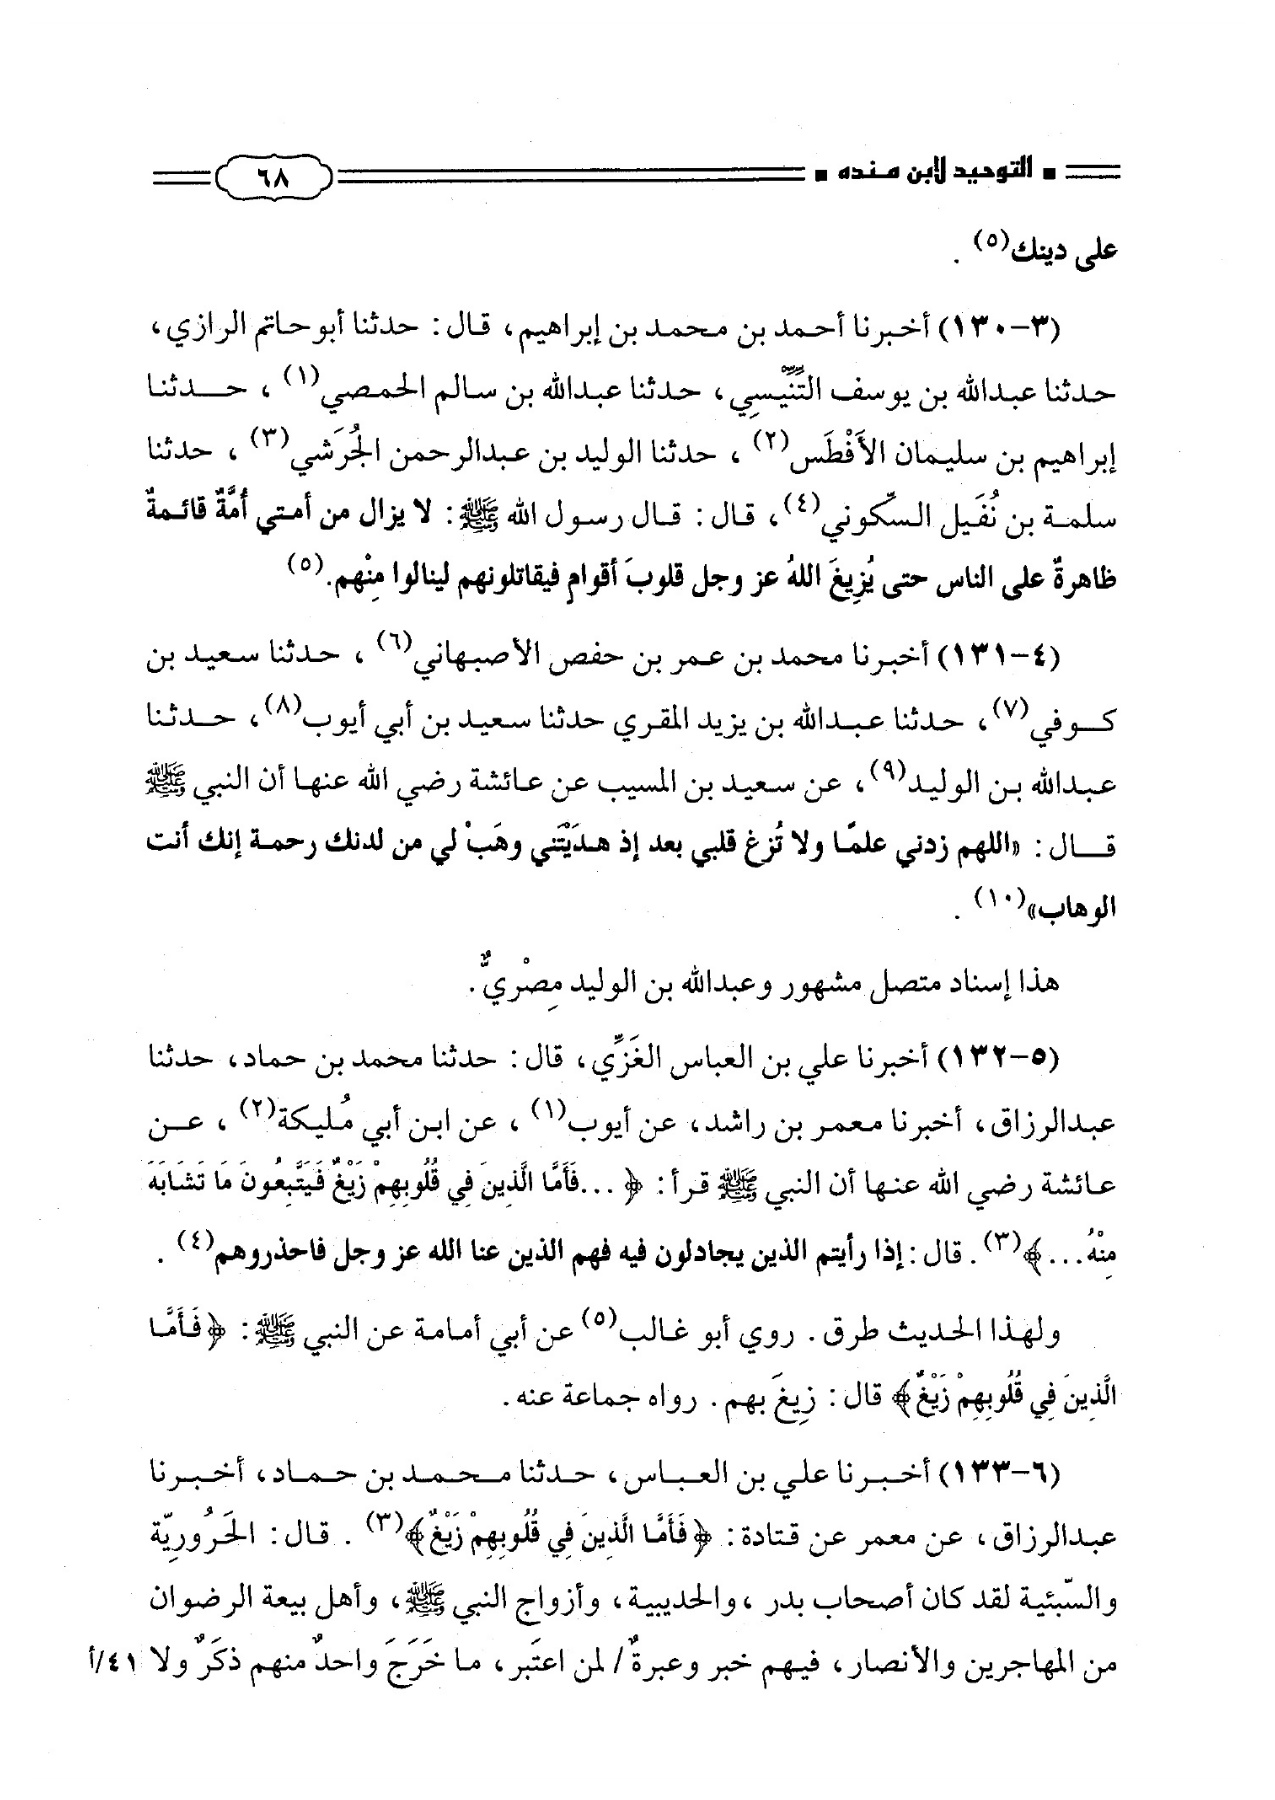 التوحيد لابن منده ٦٨
على دينك(٥) .
(٣-١٣٠) أخبرنا أحمد بن محمد بن إبراهيم، قال: حدثنا أبو حاتم الرازي،
حدثنا عبدالله بن يوسف التِّنِّيسِي، حدثنا عبدالله بن سالم الحمصي(١) ، حدثنا
إبراهيم بن سليمان الأَفْطَس(٢) ، حدثنا الوليد بن عبدالرحمن الجُرَشي(٣) ، حدثنا
سلمة بن نُفَيل السكّوني(٤)، قال: قال رسول الله ﷺ: لا يزال من أمتي أُمَّةٌ قائمةٌ
ظاهرةٌ على الناس حتى يُزِيغَ اللهُ عز وجل قلوبَ أقوام فيقاتلونهم لينالوا مِنْهم.(٥)
(٤-١٣١) أخبرنا محمد بن عمر بن حفص الأصبهاني(٦) ، حدثنا سعيد بن
كوفي(٧)، حدثنا عبدالله بن يزيد المقري حدثنا سعيد بن أبي أيوب(٨)، حدثنا
عبدالله بن الوليد(٩)، عن سعيد بن المسيب عن عائشة رضي الله عنها أن النبي ﷺ
قال: «اللهم زدني علمًا ولا تُزغ قلبي بعد إذ هدَيْتَني وهَبْ لي من لدنك رحمة إنك أنت
الوهاب»(١٠) .
هذا إسناد متصل مشهور وعبدالله بن الوليد مِصْريٌّ.
(٥-١٣٢) أخبرنا علي بن العباس الغَزِّي، قال: حدثنا محمد بن حماد، حدثنا
عبدالرزاق، أخبرنا معمر بن راشد، عن أيوب(١) ، عن ابن أبي مُليكة(٢) ، عن
عائشة رضي الله عنها أن النبي ﷺ قرأ: ﴿ ...فَأَمَّا الَّذِينَ فِي قُلُوبِهِمْ زَيْغٌ فَيَتَّبِعُونَ مَا تَشَابَهَ
مِنْهُ...﴾(٣). قال: إذا رأيتم الذين يجادلون فيه فهم الذين عنا الله عز وجل فاحذروهم(٤) .
ولهذا الحديث طرق. روي أبو غالب(٥) عن أبي أمامة عن النبي ﷺ: ﴿فَأَمَّا
الَّذِينَ فِي قُلُوبِهِمْ زَيْغٌ﴾ قال: زِيغَ بهم. رواه جماعة عنه.
(٦-١٣٣) أخبرنا علي بن العباس، حدثنا محمد بن حماد، أخبرنا
عبدالرزاق، عن معمر عن قتادة: ﴿فَأَمَّا الَّذِينَ فِي قُلُوبِهِمْ زَيْغٌ﴾(٣) . قال: الحَرُوريّة
والسّبئية لقد كان أصحاب بدر، والحديبية، وأزواج النبي ﷺ، وأهل بيعة الرضوان
من المهاجرين والأنصار، فيهم خبر وعبرةٌ/ لمن اعتَبر، ما خَرَجَ واحدٌ منهم ذكَرٌ ولا ٤١/أ